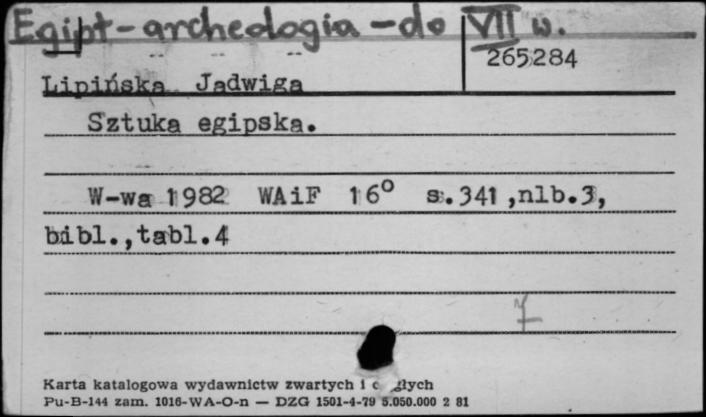 Egipt - archeologia - do VII w.
265284
Lipińska Jadwiga
Sztuka egipska.
W-wa 1982 WAiF 16° s.341,nlb.3,
bibl.,tabl.4
Karta katalogowa wydawnictw zwartych i
Pu-B-144 zam. 1016-WA-O-n — DZG 1501-4-79 5.050.000 2 81